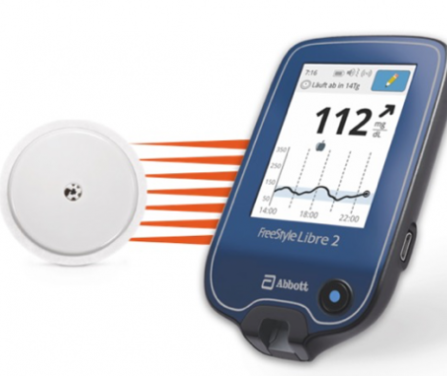 7:16
Läuft ab in 14Tg
112 mg/dL
350
250
150
50
14:00 18:00 22:00
FreeStyle Libre 2
Abbott